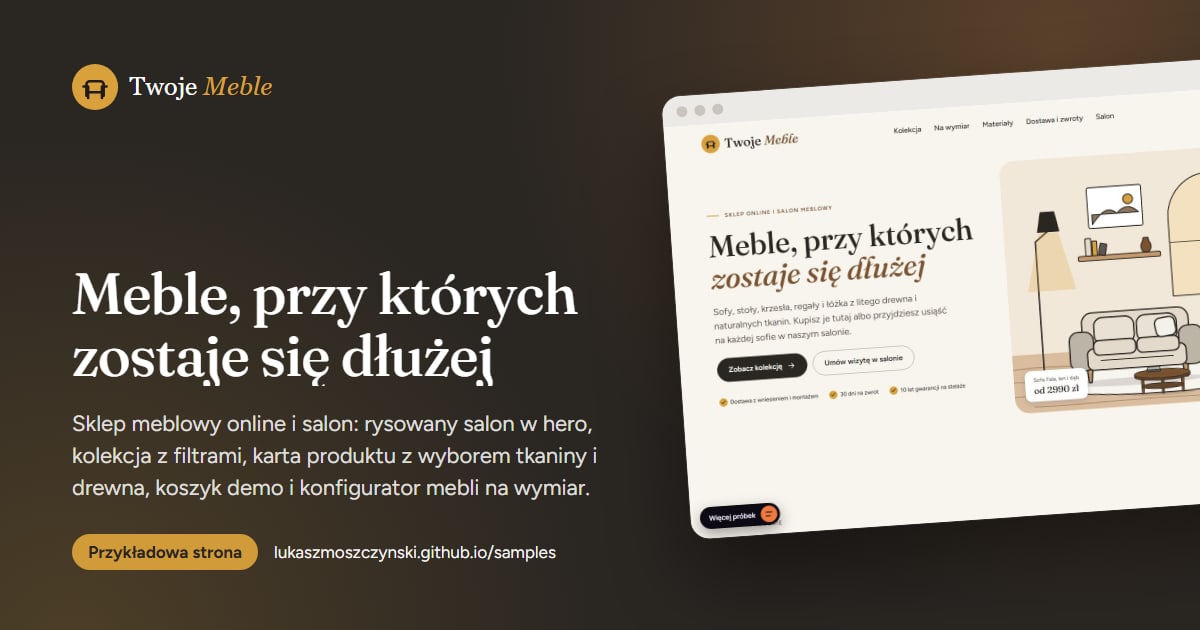 Twoje Meble
Meble, przy których
zostaje się dłużej
Sklep meblowy online i salon: rysowany salon w hero,
kolekcja z filtrami, karta produktu z wyborem tkaniny i
drewna, koszyk demo i konfigurator mebli na wymiar.
Przykładowa strona
lukaszmoszczynski.github.io/samples
Twoje Meble
Kolekcja Na wymiar Materiały Dostawa i zwroty Salon
SKLEP ONLINE I SALON MEBLOWY
Meble, przy których
zostaje się dłużej
Sofy, stoły, krzesła, regały i łóżka z litego drewna i
naturalnych tkanin. Kupisz je tutaj albo przyjdziesz usiąść
na każdej sofie w naszym salonie.
Zobacz kolekcję → Umów wizytę w salonie
Dostawa z wniesieniem i montażem 30 dni na zwrot 10 lat gwarancji na stelaże
Sofa Fala, len i dąb
od 2990 zł
Więcej próbek